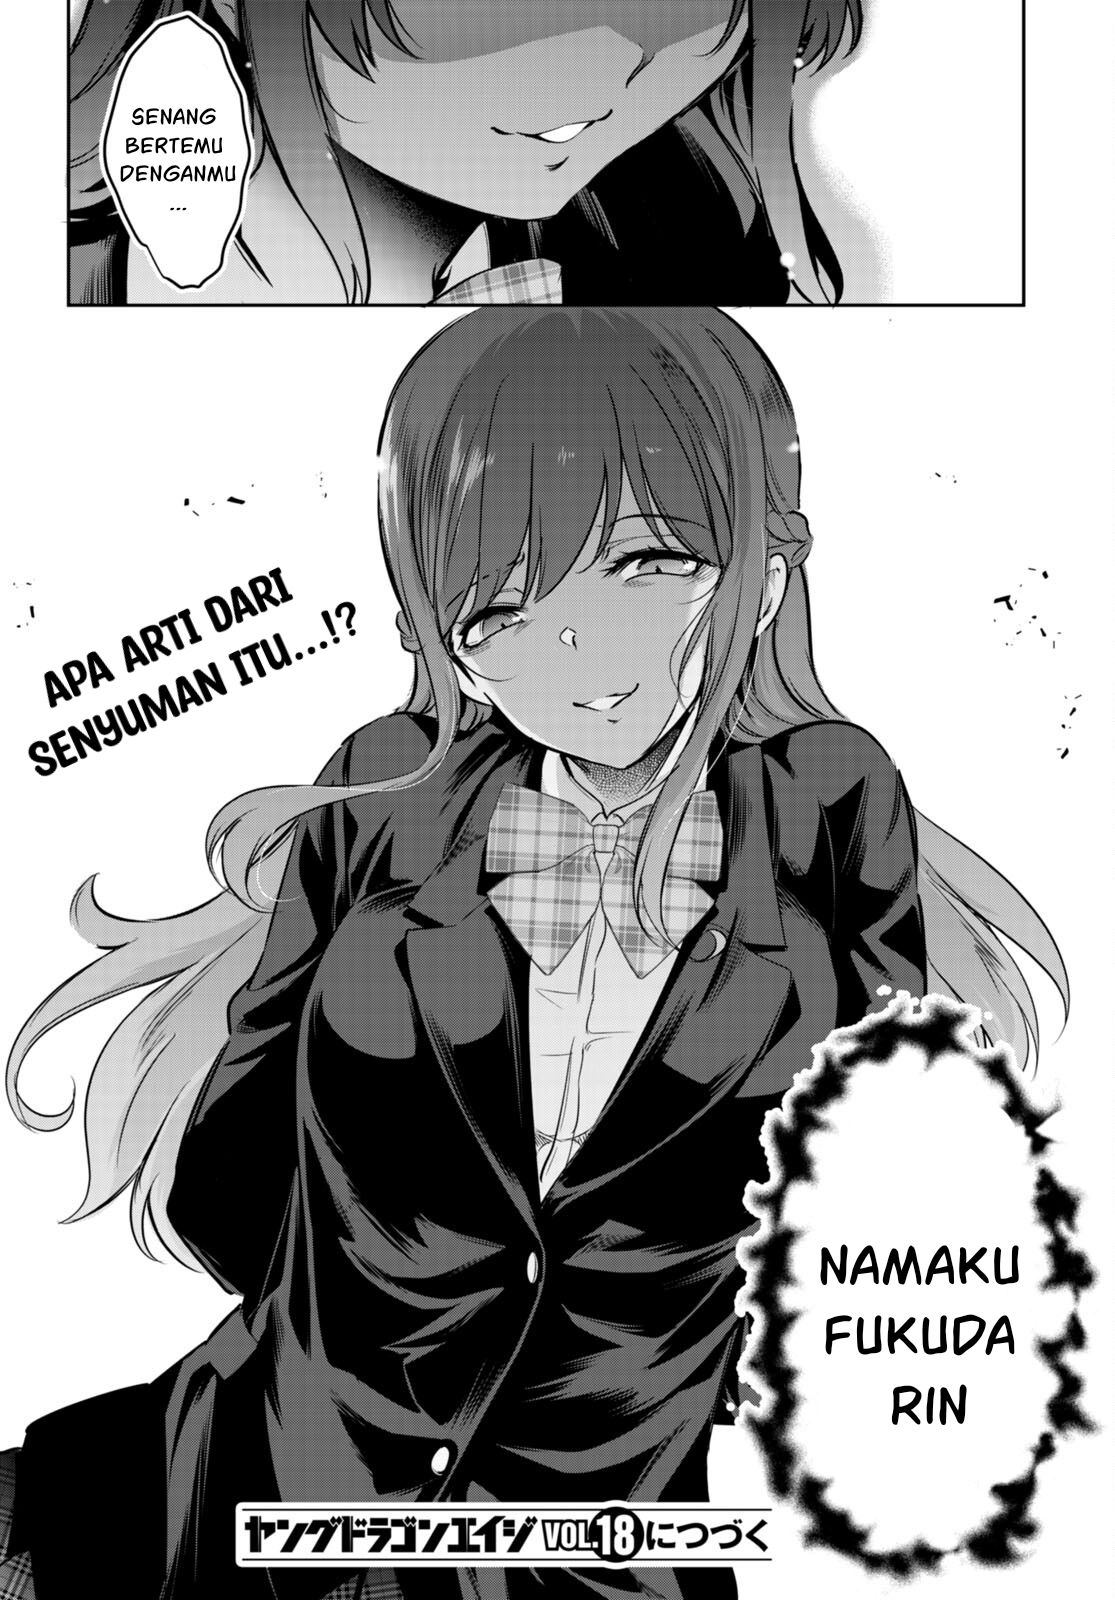 SENANG
BERTEMU
DENGANMU
...
APA ARTI DARI
SENYUMAN ITU...!?
NAMAKU
FUKUDA
RIN
ヤングドラゴンエイジ VOL.18 につづく